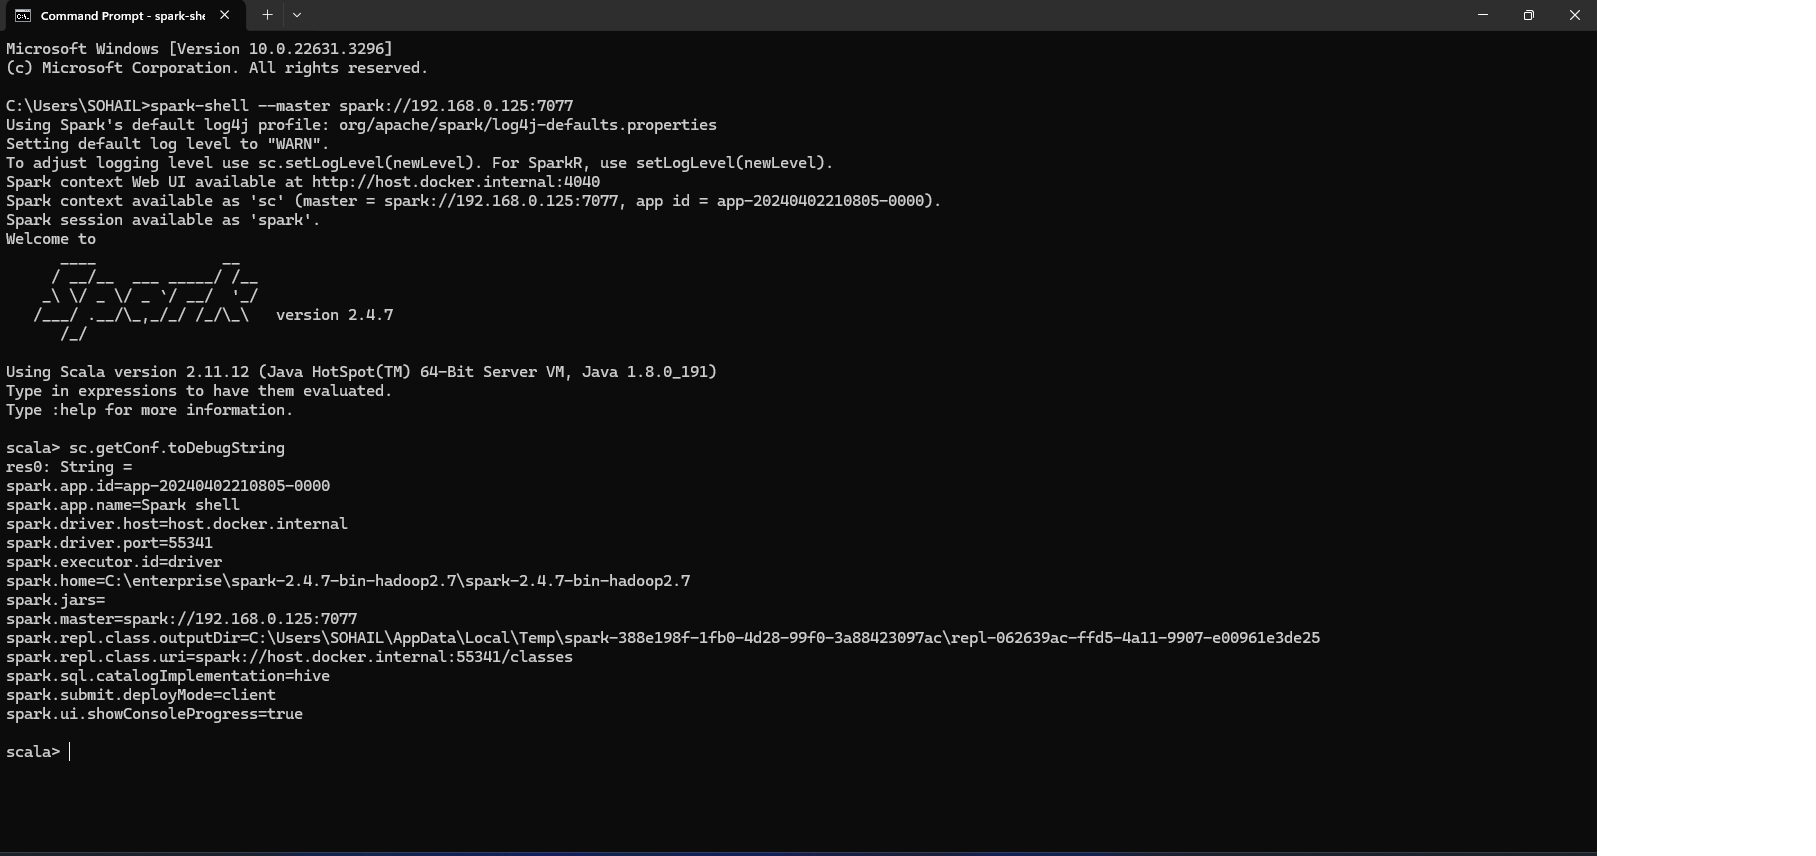 Command Prompt - spark-she
Microsoft Windows [Version 10.0.22631.3296]
(c) Microsoft Corporation. All rights reserved.
C:\Users\SOHAIL>spark-shell --master spark://192.168.0.125:7077
Using Spark's default log4j profile: org/apache/spark/log4j-defaults.properties
Setting default log level to "WARN".
To adjust logging level use sc.setLogLevel(newLevel). For SparkR, use setLogLevel(newLevel).
Spark context Web UI available at http://host.docker.internal:4040
Spark context available as 'sc' (master = spark://192.168.0.125:7077, app id = app-20240402210805-0000).
Spark session available as 'spark'.
Welcome to
      ____              __
     / __/__  ___ _____/ /__
    _\ \/ _ \/ _ `/ __/  '_/
   /___/ .__/\_,_/_/ /_/\_\   version 2.4.7
      /_/
Using Scala version 2.11.12 (Java HotSpot(TM) 64-Bit Server VM, Java 1.8.0_191)
Type in expressions to have them evaluated.
Type :help for more information.
scala> sc.getConf.toDebugString
res0: String =
spark.app.id=app-20240402210805-0000
spark.app.name=Spark shell
spark.driver.host=host.docker.internal
spark.driver.port=55341
spark.executor.id=driver
spark.home=C:\enterprise\spark-2.4.7-bin-hadoop2.7\spark-2.4.7-bin-hadoop2.7
spark.jars=
spark.master=spark://192.168.0.125:7077
spark.repl.class.outputDir=C:\Users\SOHAIL\AppData\Local\Temp\spark-388e198f-1fb0-4d28-99f0-3a88423097ac\repl-062639ac-ffd5-4a11-9907-e00961e3de25
spark.repl.class.uri=spark://host.docker.internal:55341/classes
spark.sql.catalogImplementation=hive
spark.submit.deployMode=client
spark.ui.showConsoleProgress=true
scala>